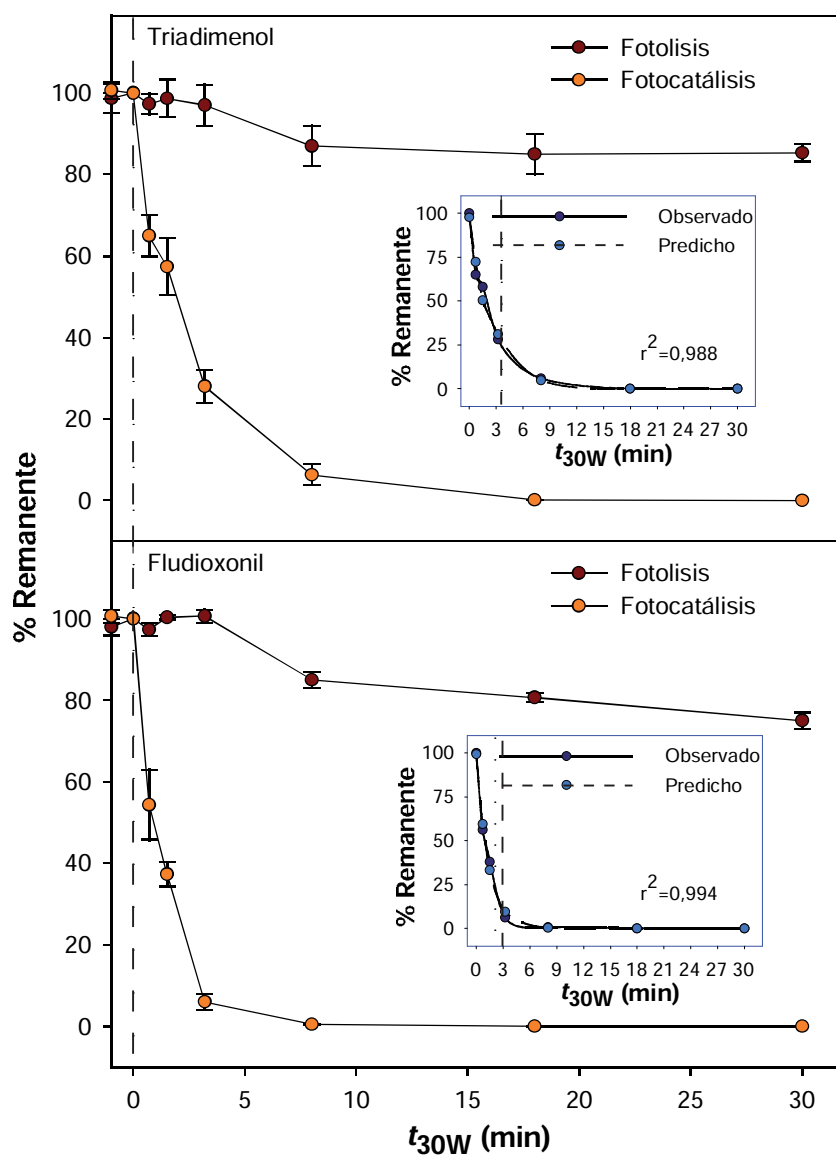 Triadimenol
Fotolisis
Fotocatálisis
100
80
60
40
20
0
% Remanente
100
75
50
25
0
% Remanente
Observado
Predicho
r2=0,988
0 3 6 9 12 15 18 21 24 27 30
t30W (min)
Fludioxonil
Fotolisis
Fotocatálisis
100
80
60
40
20
0
100
75
50
25
0
% Remanente
Observado
Predicho
r2=0,994
0 3 6 9 12 15 18 21 24 27 30
t30W (min)
0 5 10 15 20 25 30
t30W (min)